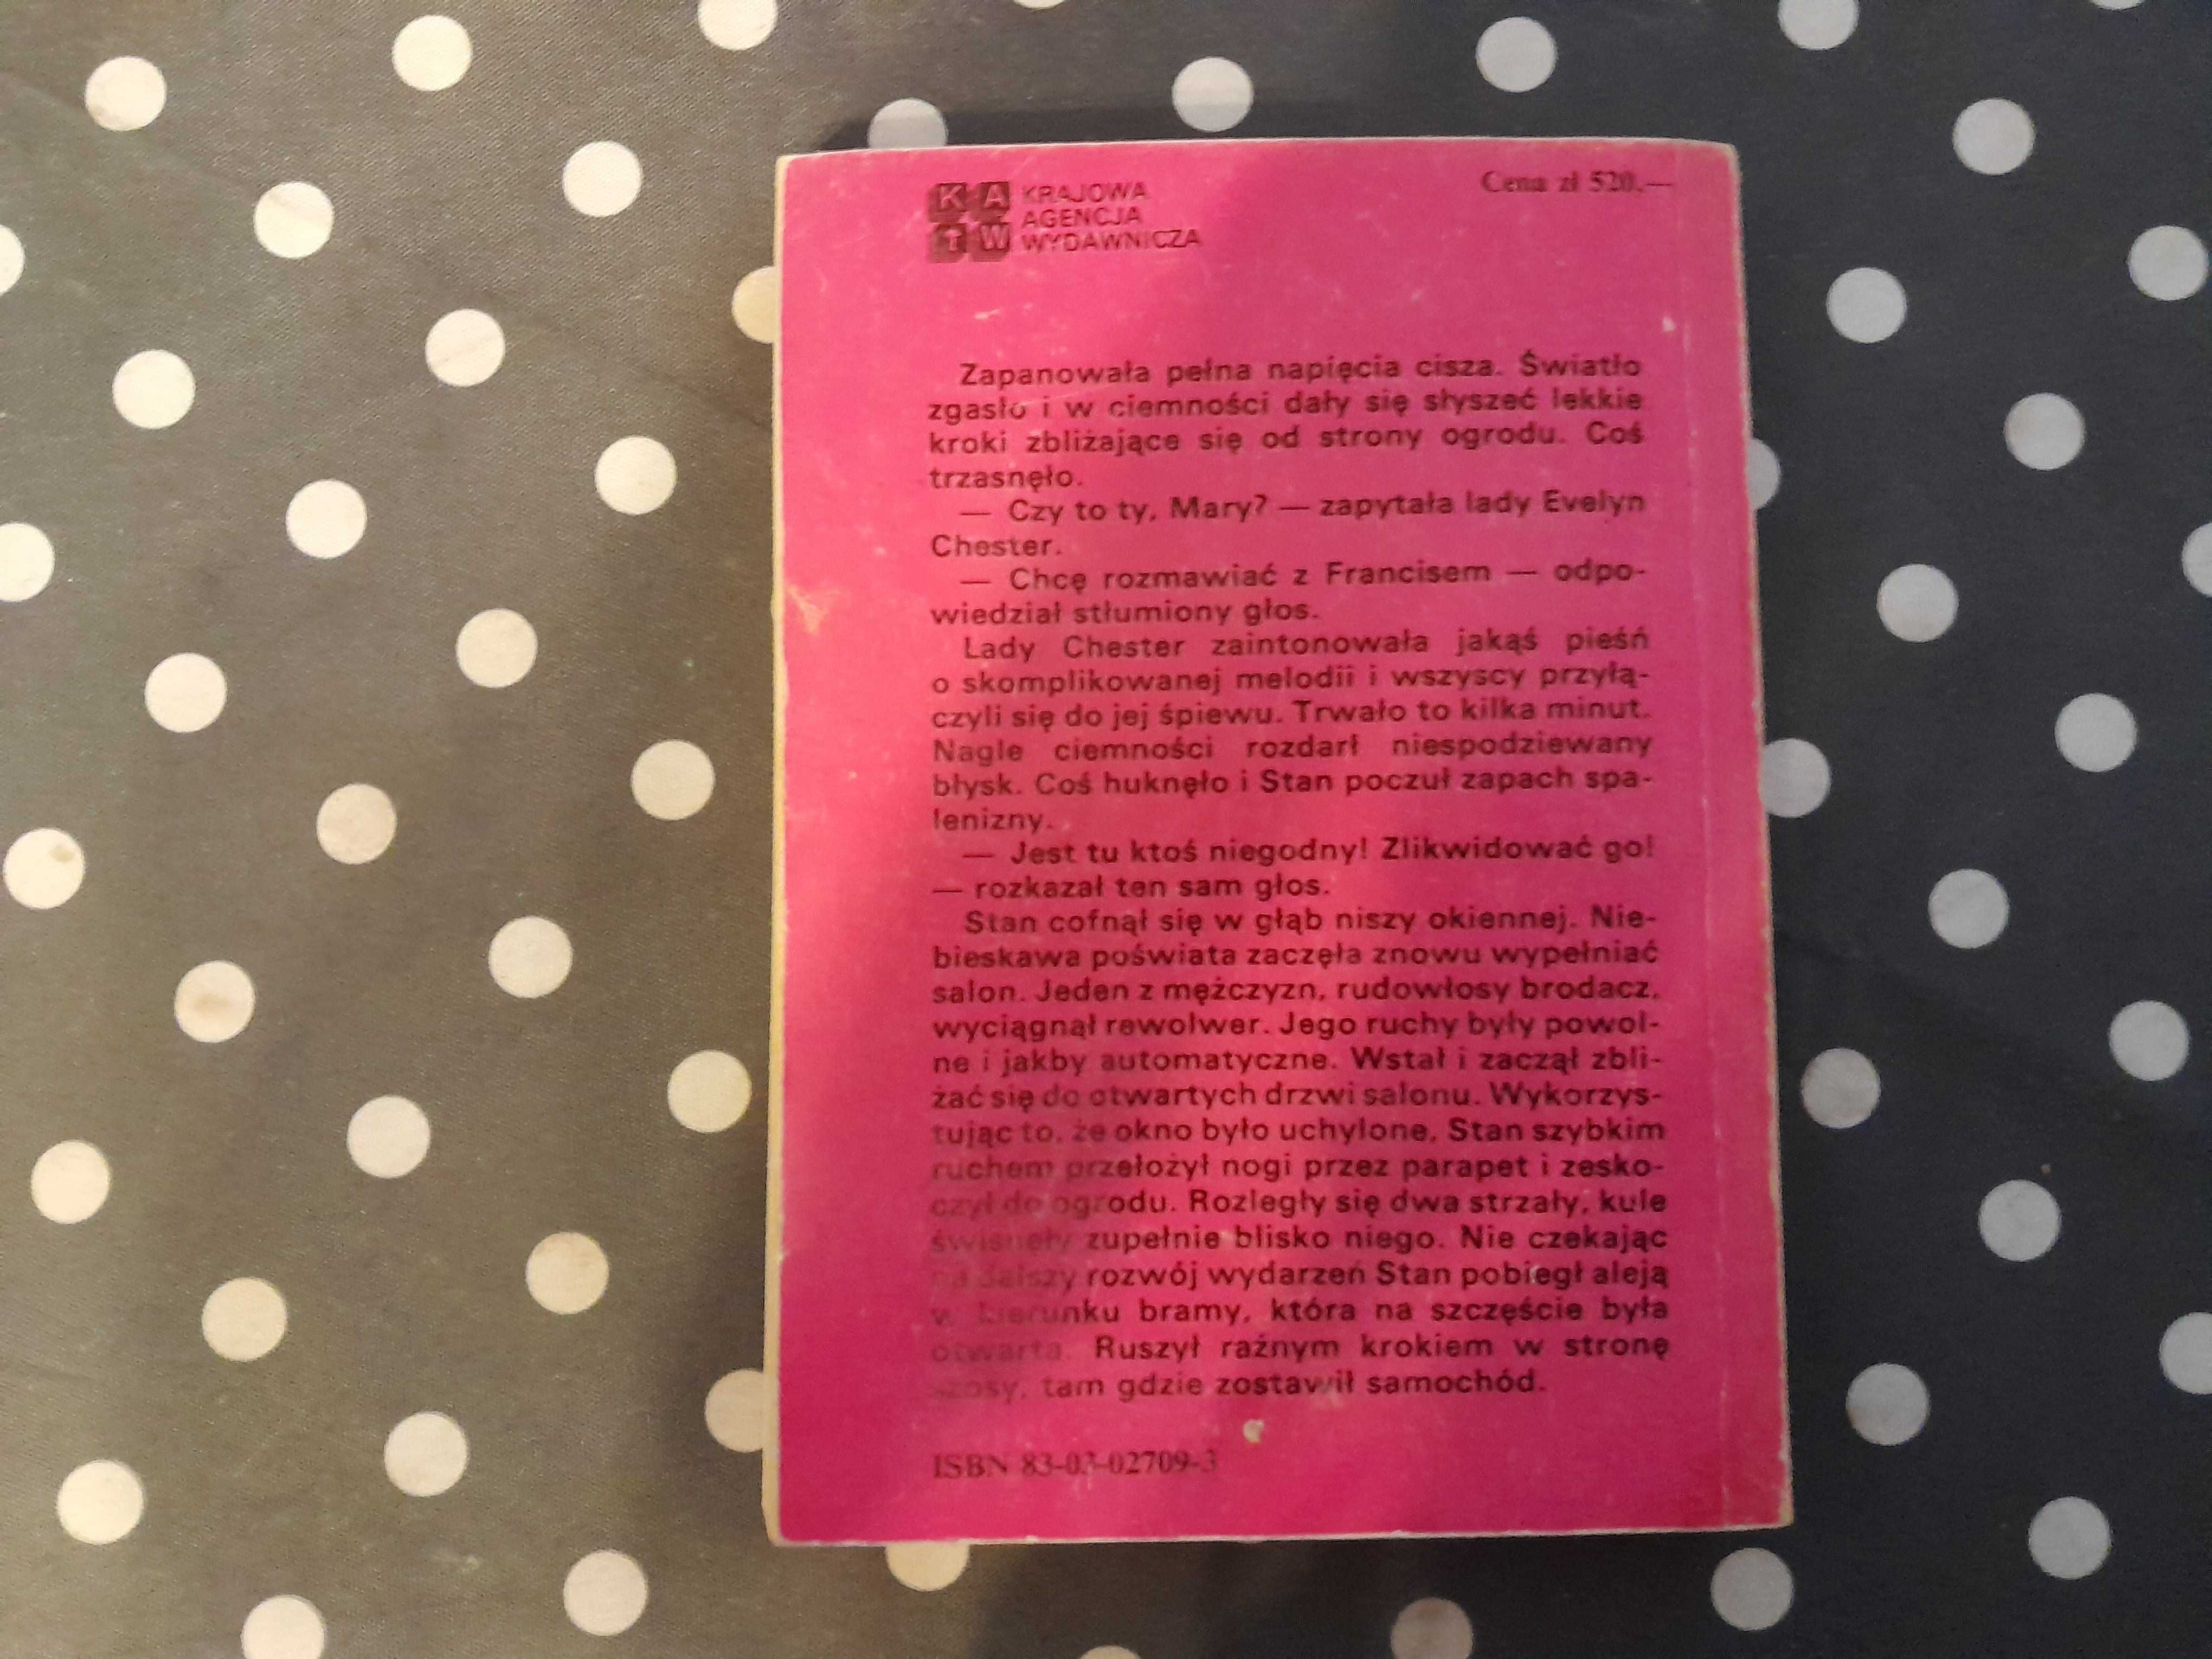 KA
TW
KRAJOWA
AGENCJA
WYDAWNICZA
Cena zł 520.—
Zapanowała pełna napięcia cisza. Światło
zgasło i w ciemności dały się słyszeć lekkie
kroki zbliżające się od strony ogrodu. Coś
trzasnęło.
— Czy to ty, Mary? — zapytała lady Evelyn
Chester.
— Chcę rozmawiać z Francisem — odpo-
wiedział stłumiony głos.
Lady Chester zaintonowała jakąś pieśń
o skomplikowanej melodii i wszyscy przyłą-
czyli się do jej śpiewu. Trwało to kilka minut.
Nagle ciemności rozdarł niespodziewany
błysk. Coś huknęło i Stan poczuł zapach spa-
lenizny.
— Jest tu ktoś niegodny! Zlikwidować go!
— rozkazał ten sam głos.
Stan cofnął się w głąb niszy okiennej. Nie-
bieskawa poświata zaczęła znowu wypełniać
salon. Jeden z mężczyzn, rudowłosy brodacz,
wyciągnął rewolwer. Jego ruchy były powol-
ne i jakby automatyczne. Wstał i zaczął zbli-
żać się do otwartych drzwi salonu. Wykorzys-
tując to, że okno było uchylone, Stan szybkim
ruchem przełożył nogi przez parapet i zesko-
czył do ogrodu. Rozległy się dwa strzały, kule
świsnęły zupełnie blisko niego. Nie czekając
na dalszy rozwój wydarzeń Stan pobiegł aleją
w kierunku bramy, która na szczęście była
otwarta. Ruszył raźnym krokiem w stronę
szosy, tam gdzie zostawił samochód.
ISBN 83-03-02709-3